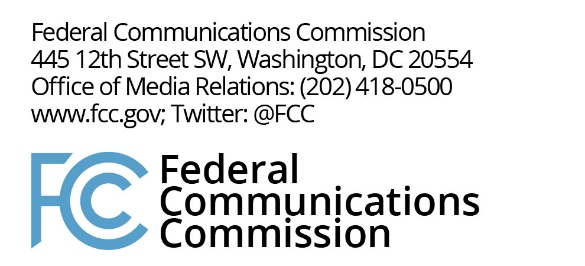 Federal Communications Commission
445 12th Street SW, Washington, DC 20554
Office of Media Relations: (202) 418-0500
www.fcc.gov; Twitter: @FCC
FCC
Federal
Communications
Commission